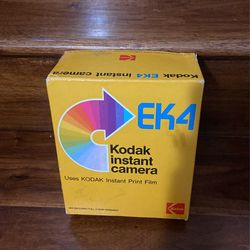 Kodak EK4 instant camera
EK4
Kodak
instant
camera
Uses KODAK Instant Print Film
Kodak